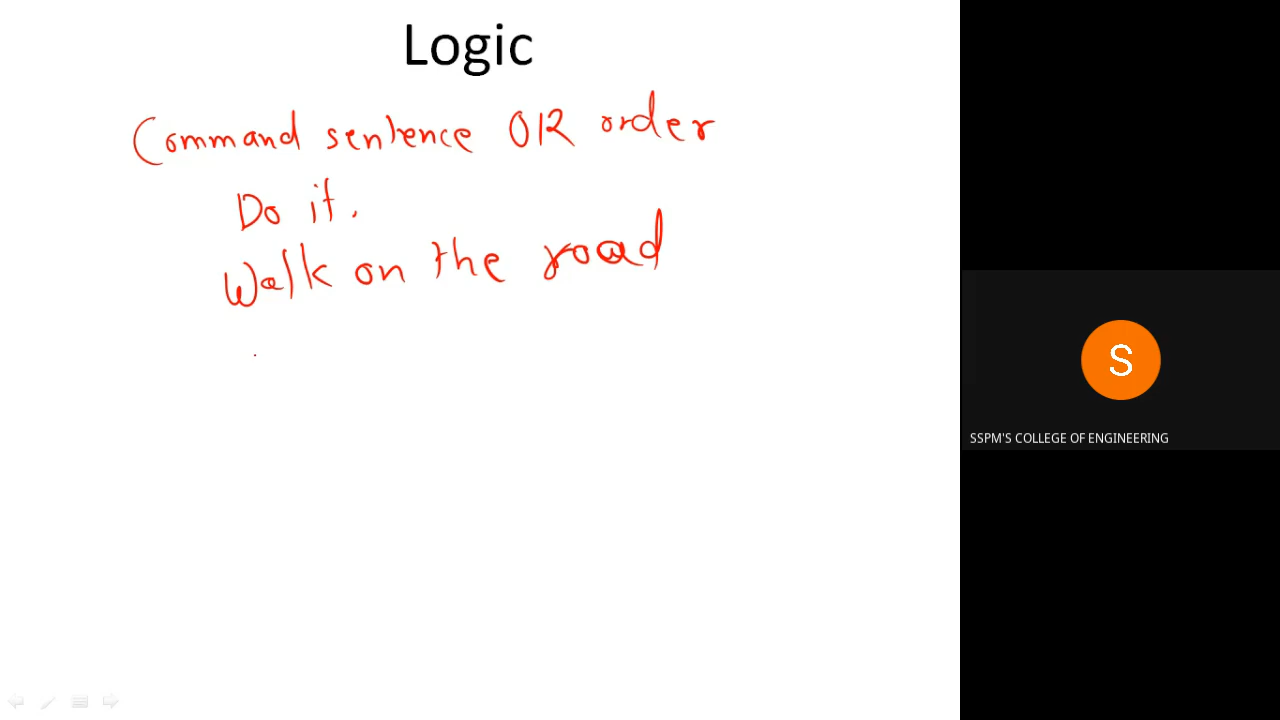 Logic
Command sentence OR order
Do it.
Walk on the road
S
SSPM'S COLLEGE OF ENGINEERING